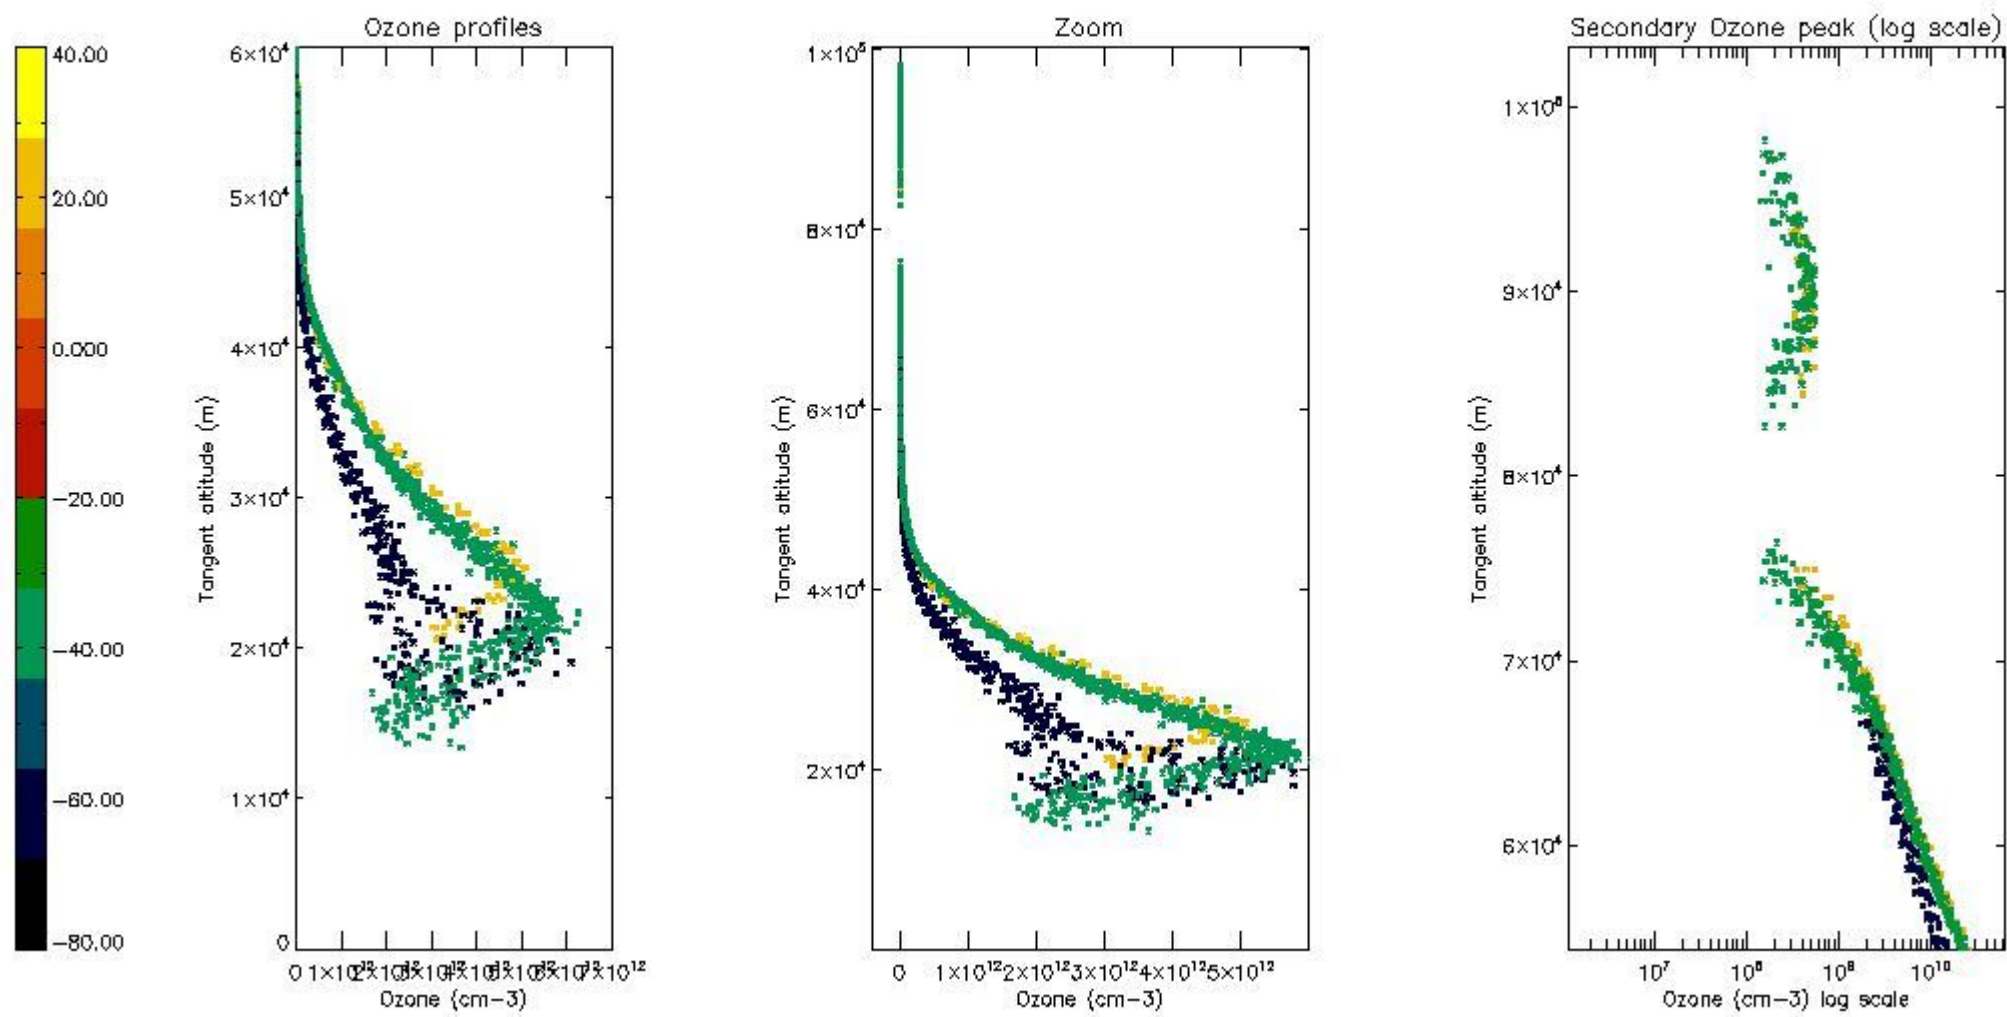 Ozone profiles
Zoom
Secondary Ozone peak (log scale)
40.00
20.00
0.000
-20.00
-40.00
-60.00
-80.00
6×10⁴
5×10⁴
4×10⁴
3×10⁴
2×10⁴
1×10⁴
0
Tangent altitude (m)
0
7×10¹²
Ozone (cm-3)
1×10⁵
8×10⁴
6×10⁴
4×10⁴
2×10⁴
Tangent altitude (m)
0 1×10¹² 2×10¹² 3×10¹² 4×10¹² 5×10¹²
Ozone (cm-3)
9×10⁴
8×10⁴
7×10⁴
6×10⁴
Tangent altitude (m)
10⁷ 10⁸ 10⁹ 10¹⁰
Ozone (cm-3) log scale